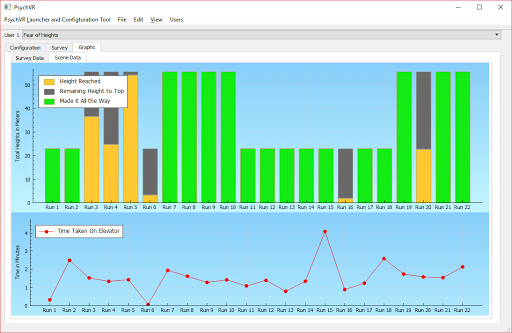 PsychVR
PsychVR Launcher and Configturation Tool File Edit View Users
User 1 Fear of Heights
Configuration Survey Graphs
Survey Data Scene Data
Total Heights in Meters
50
40
30
20
10
0
Height Reached
Remaining Height to Top
Made it All the Way
Run 1 Run 2 Run 3 Run 4 Run 5 Run 6 Run 7 Run 8 Run 9 Run 10 Run 11 Run 12 Run 13 Run 14 Run 15 Run 16 Run 17 Run 18 Run 19 Run 20 Run 21 Run 22
Time in Minutes
4
3
2
1
0
Time Taken On Elevator
Run 1 Run 2 Run 3 Run 4 Run 5 Run 6 Run 7 Run 8 Run 9 Run 10 Run 11 Run 12 Run 13 Run 14 Run 15 Run 16 Run 17 Run 18 Run 19 Run 20 Run 21 Run 22